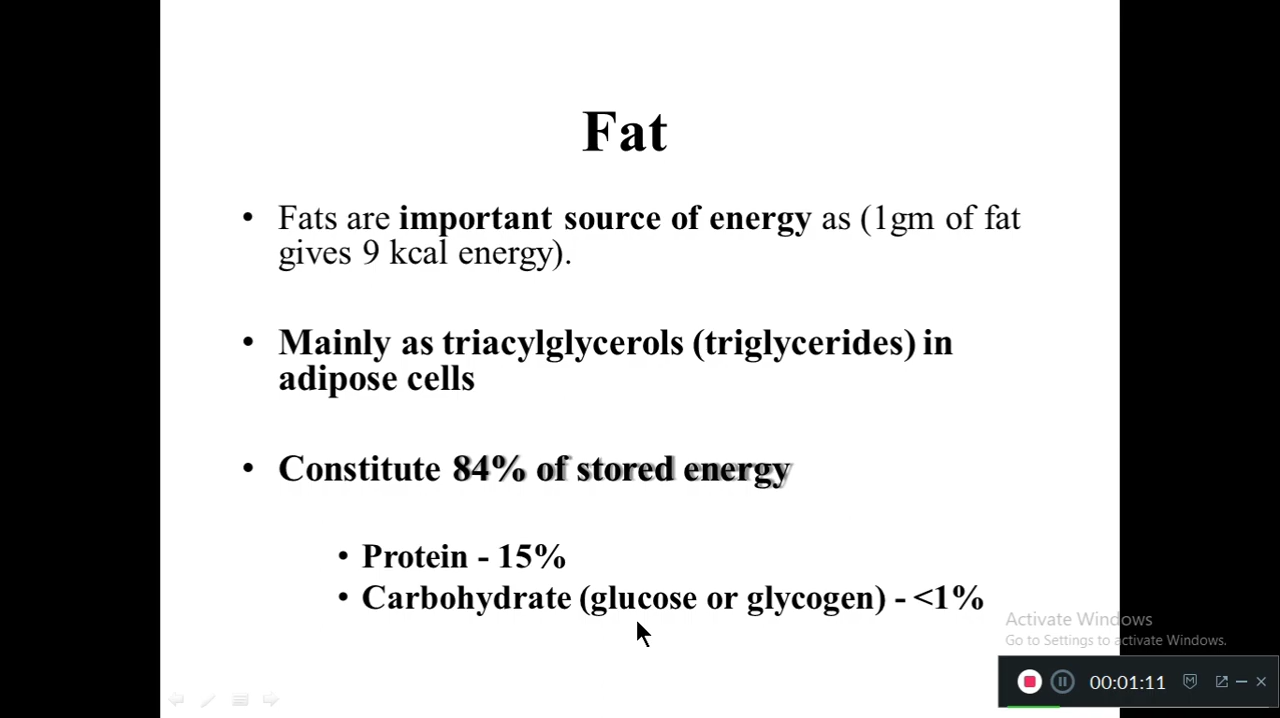 Fat
• Fats are important source of energy as (1gm of fat
gives 9 kcal energy).
• Mainly as triacylglycerols (triglycerides) in
adipose cells
• Constitute 84% of stored energy
• Protein - 15%
• Carbohydrate (glucose or glycogen) - <1%
Activate Windows
Go to Settings to activate Windows.
00:01:11